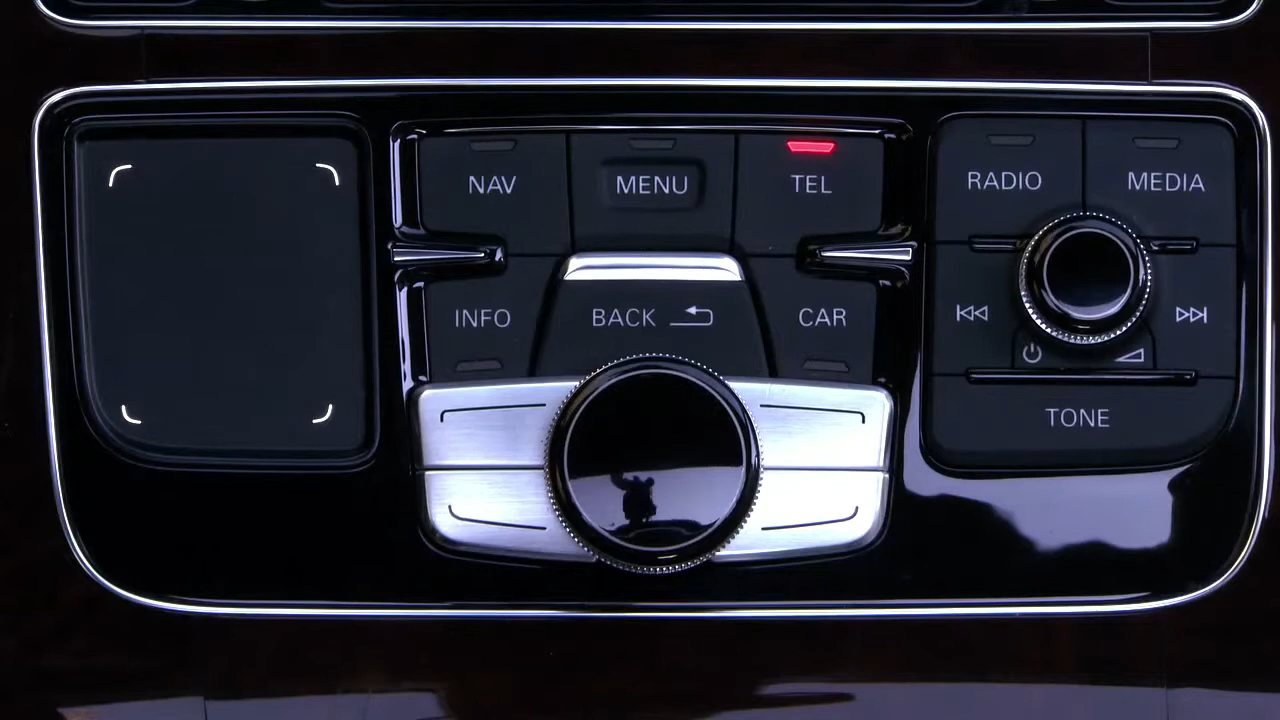 NAV
MENU
TEL
RADIO
MEDIA
INFO
BACK
CAR
TONE